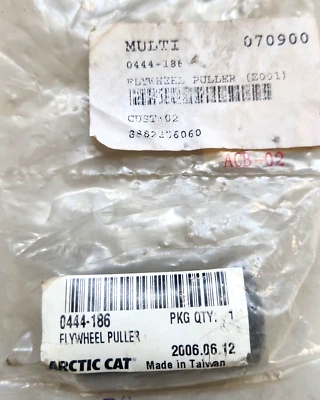 MULTI 070900
0444-186
FLYWHEEL PULLER (E001)
CUST:02
ACB-02
0444-186 PKG QTY: 1
FLYWHEEL PULLER
2006.06.12
ARCTIC CAT Made in Taiwan